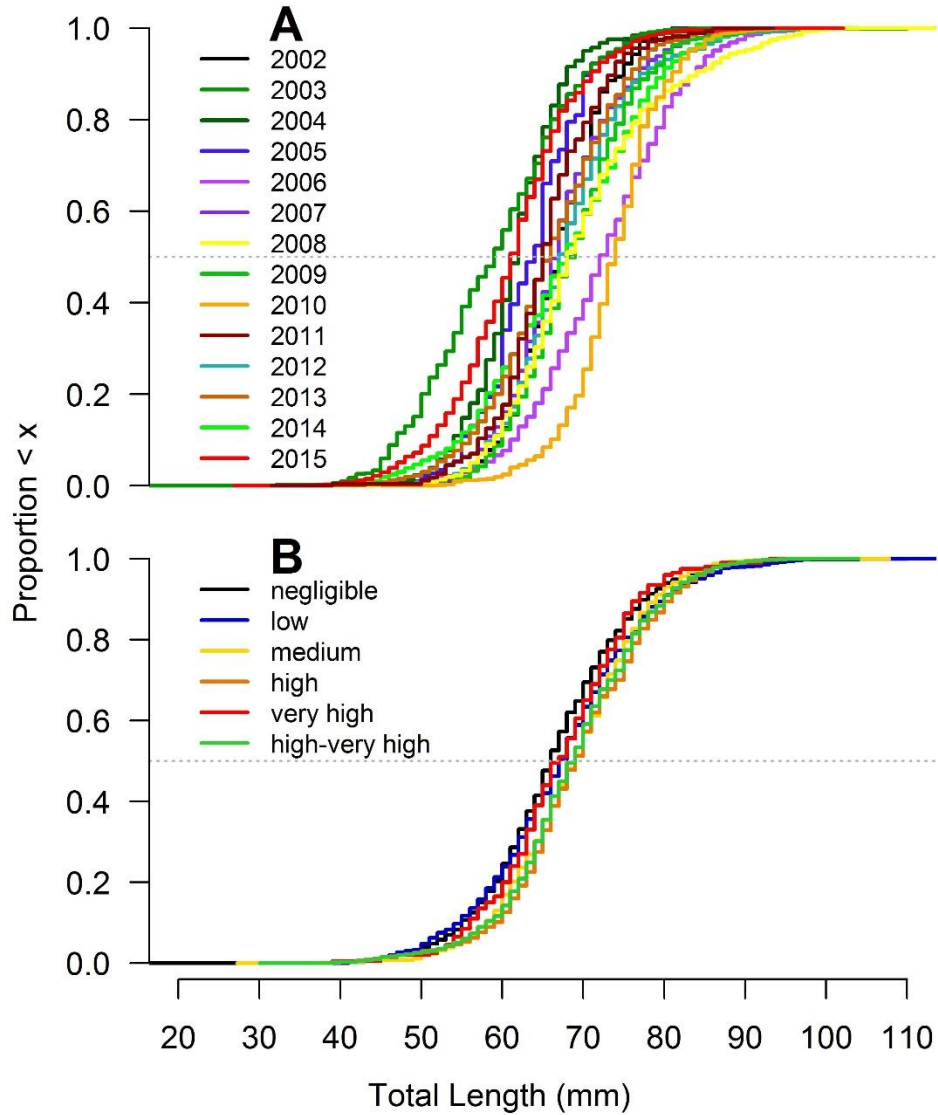 A
1.0
0.8
0.6
0.4
0.2
0.0
2002
2003
2004
2005
2006
2007
2008
2009
2010
2011
2012
2013
2014
2015
Proportion < x
B
1.0
0.8
0.6
0.4
0.2
0.0
negligible
low
medium
high
very high
high-very high
20 30 40 50 60 70 80 90 100 110
Total Length (mm)